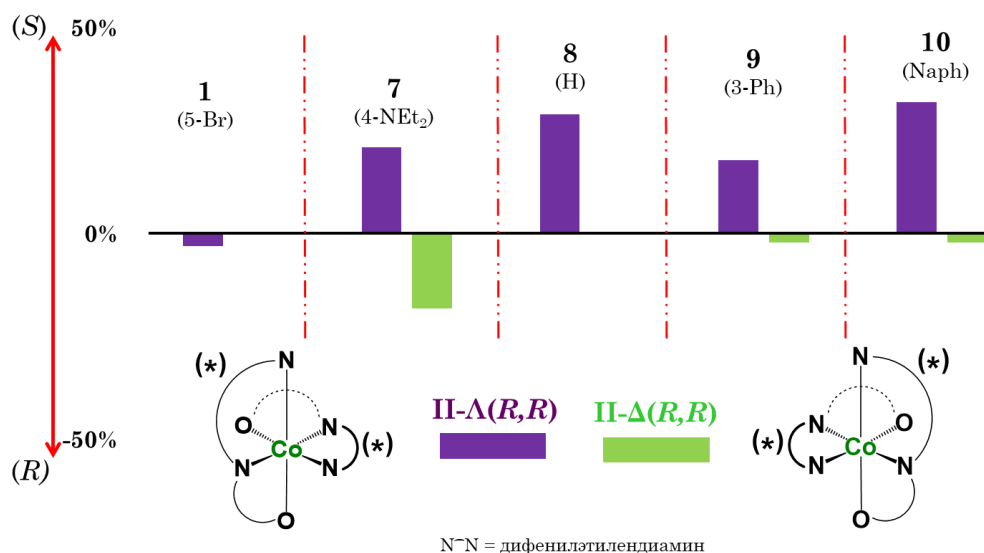 (S)
50%
1
(5-Br)
7
(4-NEt₂)
8
(H)
9
(3-Ph)
10
(Naph)
0%
-50%
(R)
(*)
N
O
N
Co
(*)
N
N
O
II-Λ(R,R)
II-Δ(R,R)
N
(*)
N
O
(*)
Co
N
N
O
N⁀N = дифенилэтилендиамин